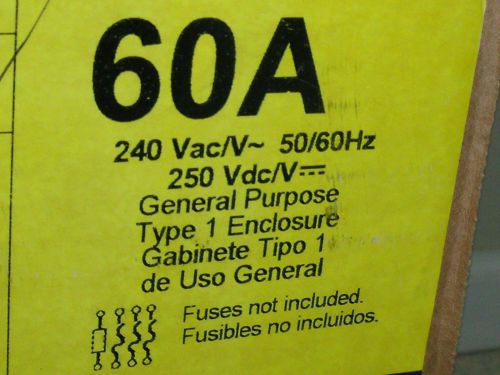 60A
240 Vac/V~ 50/60Hz
250 Vdc/V⎓
General Purpose
Type 1 Enclosure
Gabinete Tipo 1
de Uso General
Fuses not included.
Fusibles no incluidos.